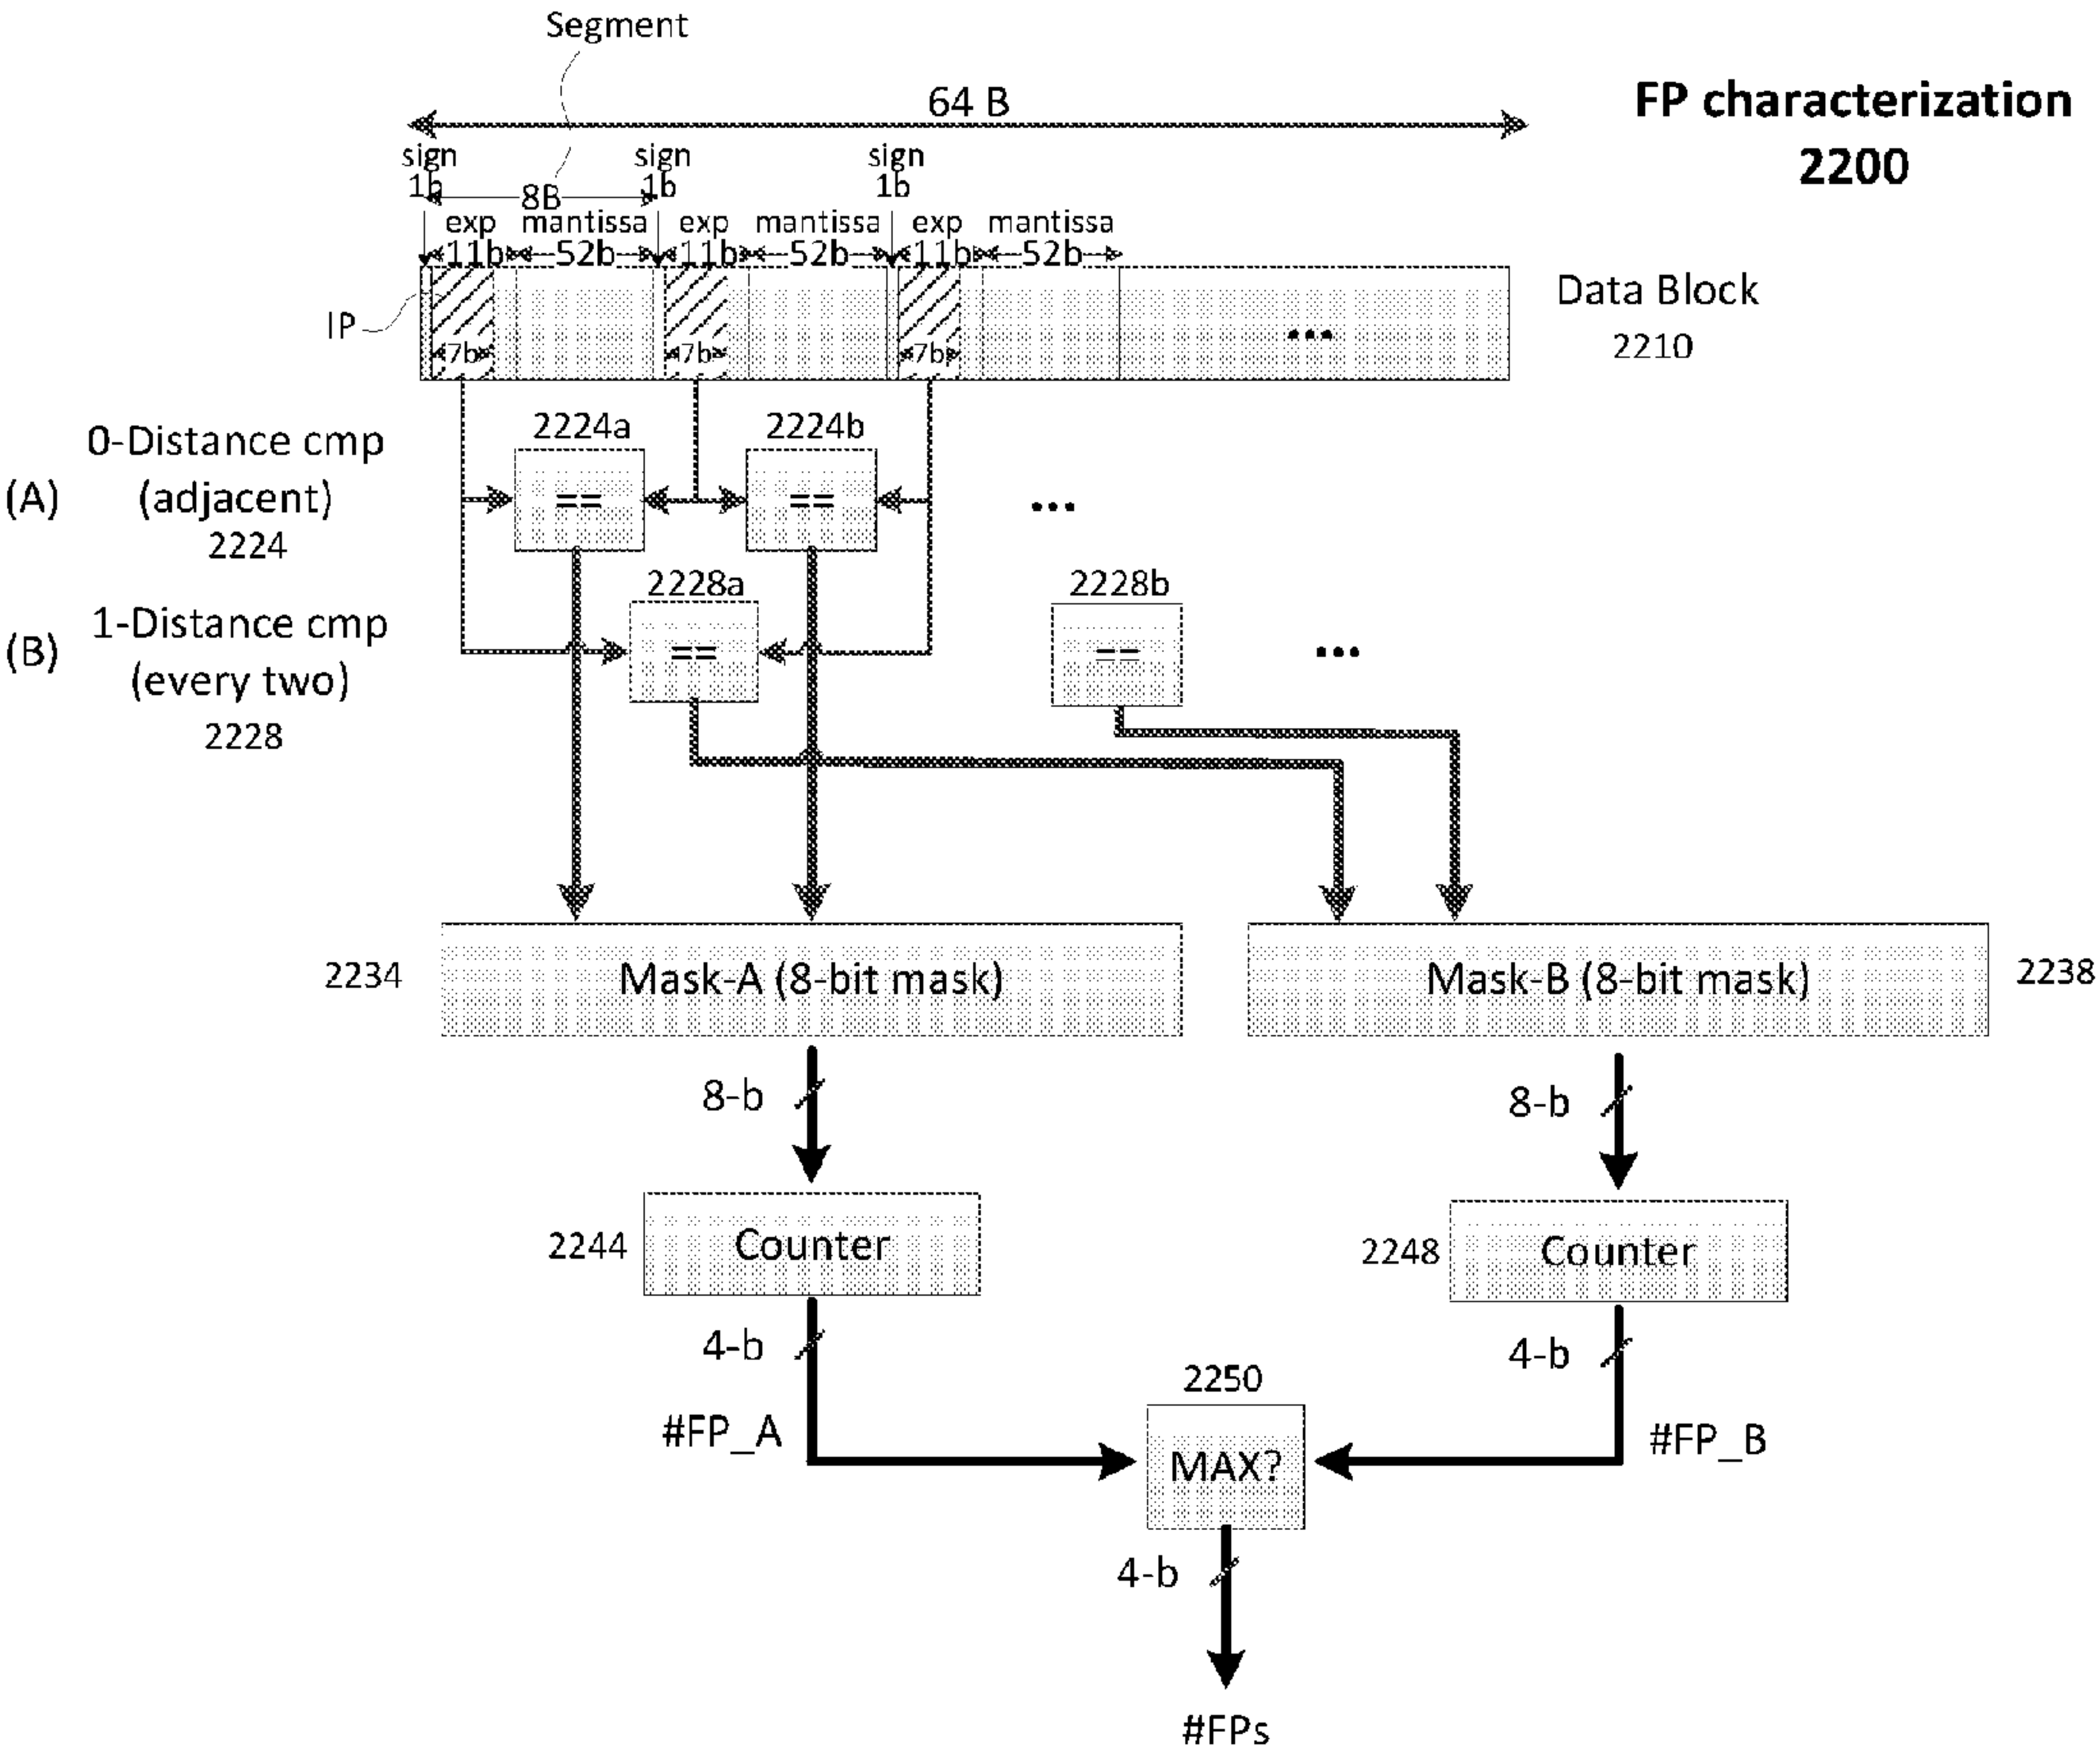 Segment
64 B
FP characterization
2200
sign
1b
sign
1b
sign
1b
8B
exp
11b
mantissa
52b
exp
11b
mantissa
52b
exp
11b
mantissa
52b
IP
7b
7b
7b
...
Data Block
2210
(A)
0-Distance cmp
(adjacent)
2224
2224a
==
2224b
==
...
(B)
1-Distance cmp
(every two)
2228
2228a
==
2228b
==
...
2234
Mask-A (8-bit mask)
Mask-B (8-bit mask)
2238
8-b
8-b
2244
Counter
2248
Counter
4-b
4-b
#FP_A
2250
MAX?
#FP_B
4-b
#FPs